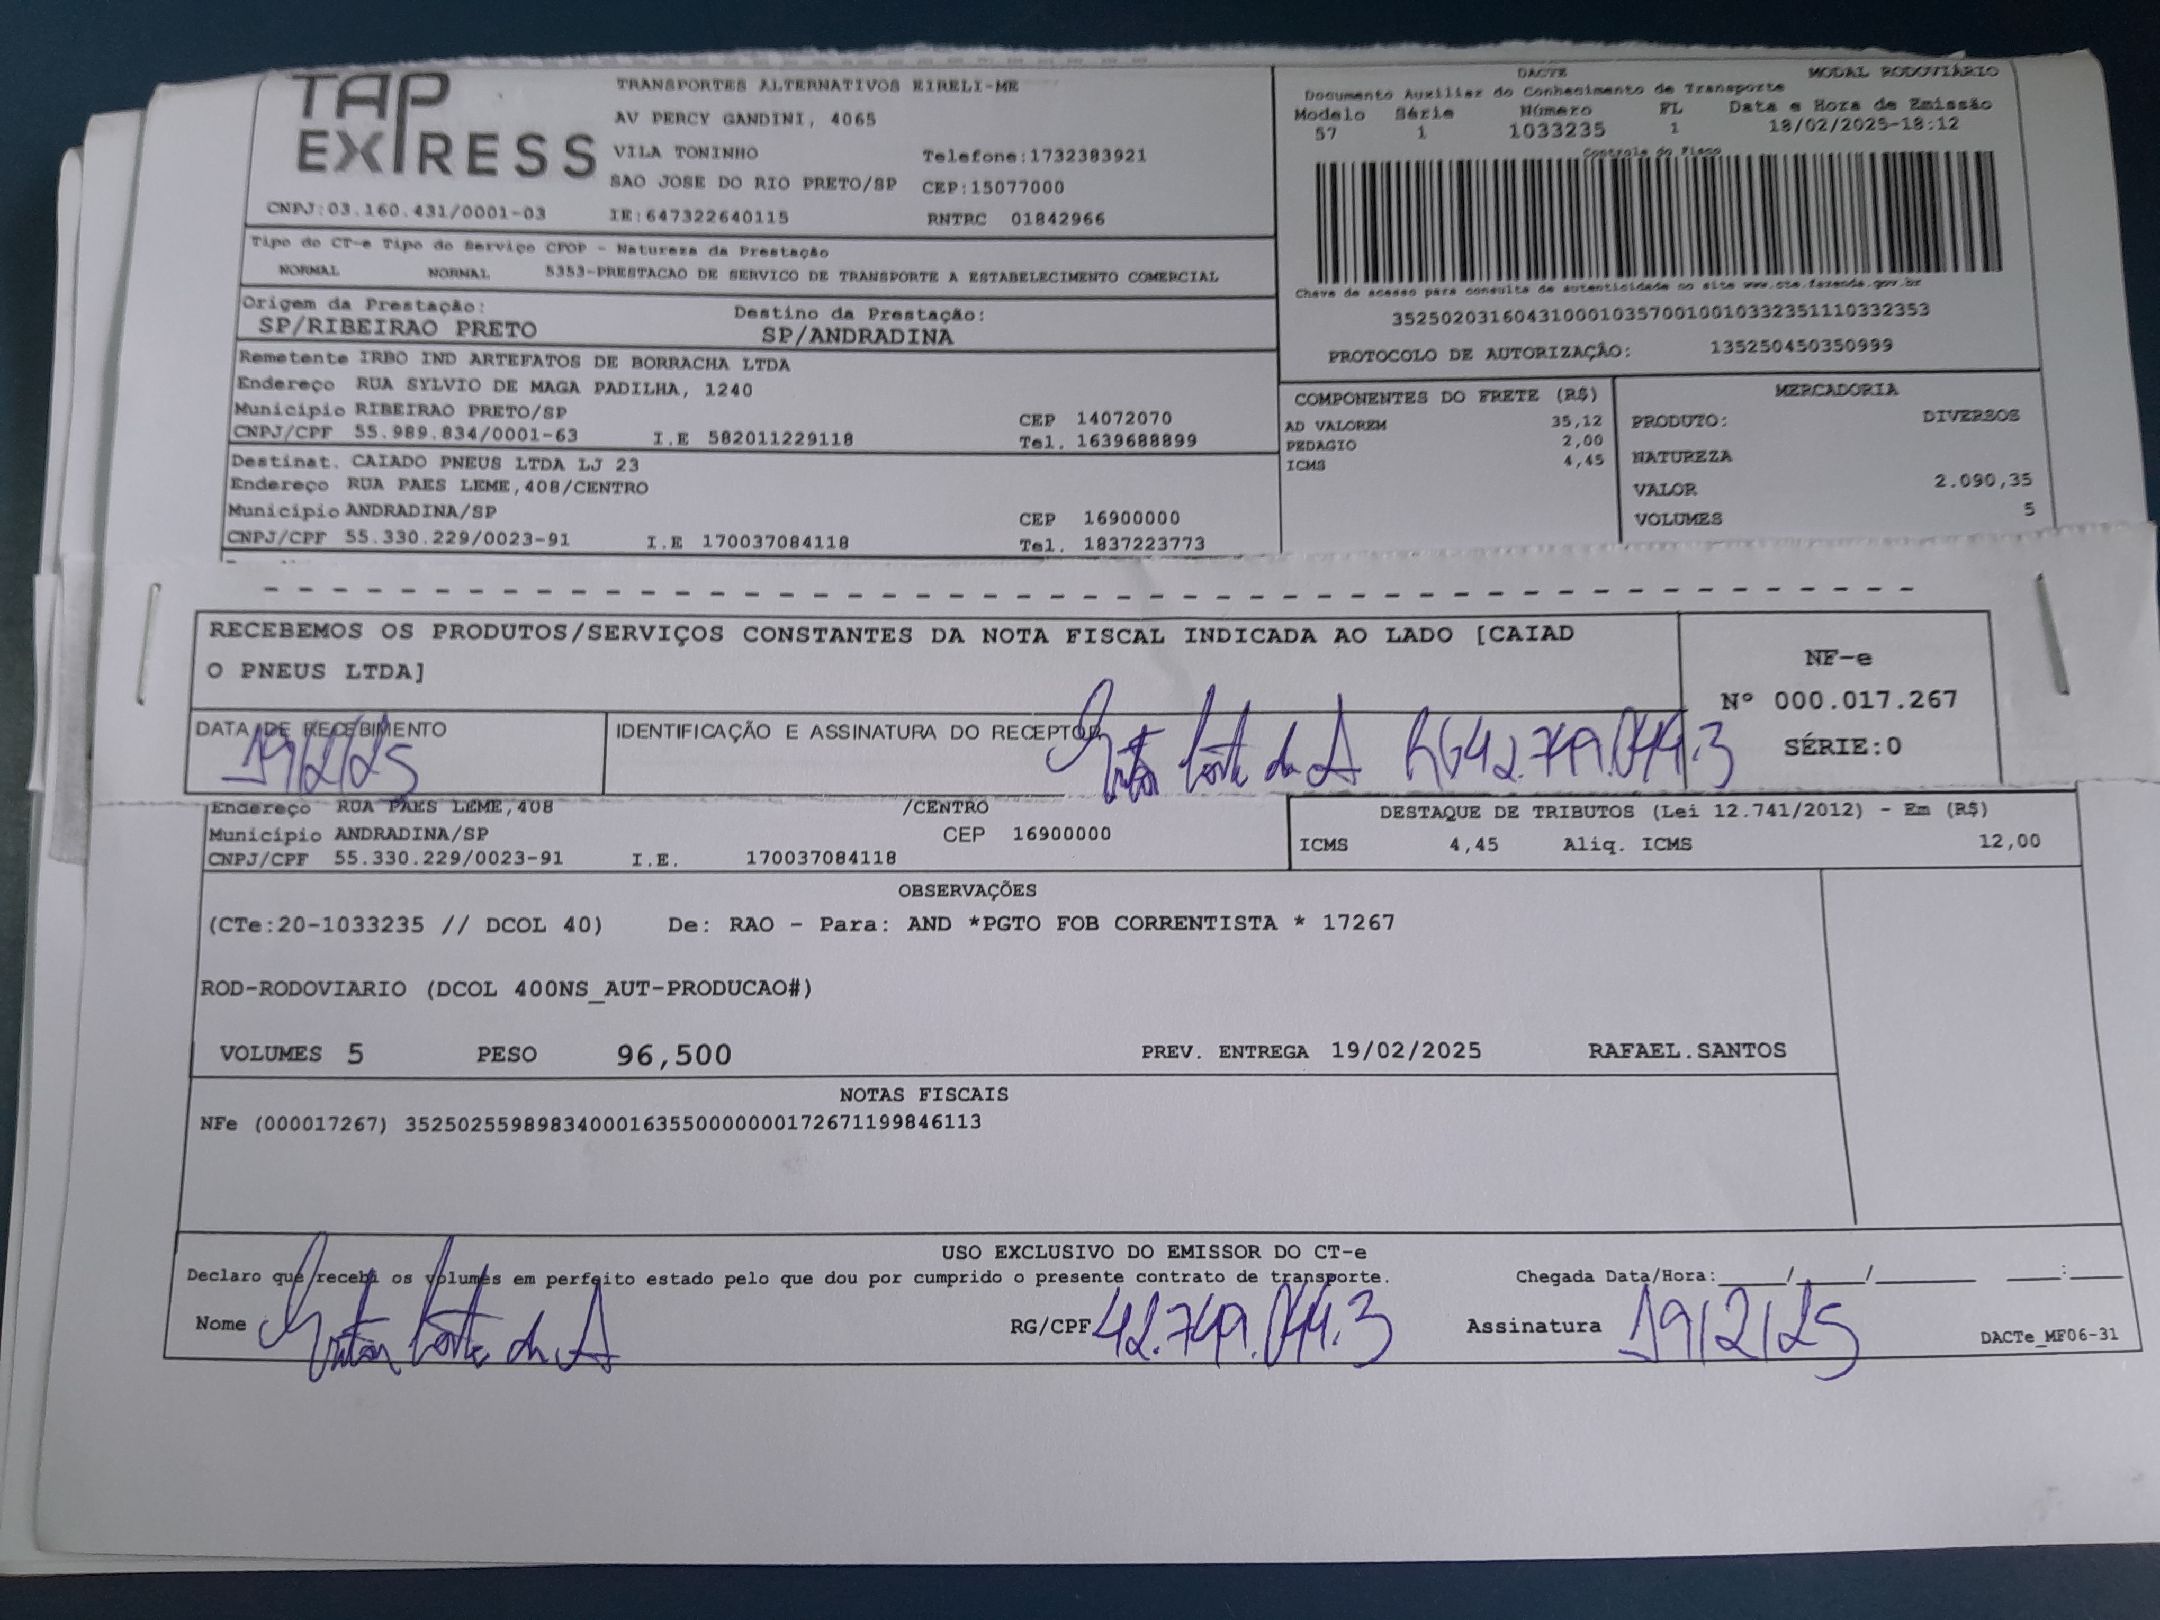 TAP
EXPRESS
TRANSPORTES ALTERNATIVOS EIRELI-ME
AV PERCY GANDINI, 4065
VILA TONINHO Telefone:1732383921
SAO JOSE DO RIO PRETO/SP CEP:15077000
CNPJ:03.160.431/0001-03 IE:647322640115 RNTRC 01842966
DACTE MODAL RODOVIÁRIO
Documento Auxiliar do Conhecimento de Transporte
Modelo Série Número FL Data e Hora de Emissão
57 1 1033235 1 18/02/2025-18:12
Controle do Fisco
Chave de acesso para consulta de autenticidade no site www.cte.fazenda.gov.br
35250203160431000103570010010332351110332353
PROTOCOLO DE AUTORIZAÇÃO: 135250450350999
Tipo do CT-e Tipo do Serviço CFOP - Natureza da Prestação
NORMAL NORMAL 5353-PRESTACAO DE SERVICO DE TRANSPORTE A ESTABELECIMENTO COMERCIAL
Origem da Prestação: Destino da Prestação:
SP/RIBEIRAO PRETO SP/ANDRADINA
Remetente IRBO IND ARTEFATOS DE BORRACHA LTDA
Endereço RUA SYLVIO DE MAGA PADILHA, 1240
Município RIBEIRAO PRETO/SP CEP 14072070
CNPJ/CPF 55.989.834/0001-63 I.E 582011229118 Tel. 1639688899
Destinat. CAIADO PNEUS LTDA LJ 23
Endereço RUA PAES LEME,408/CENTRO
Município ANDRADINA/SP CEP 16900000
CNPJ/CPF 55.330.229/0023-91 I.E 170037084118 Tel. 1837223773
COMPONENTES DO FRETE (R$)
AD VALOREM 35,12
PEDAGIO 2,00
ICMS 4,45
MERCADORIA
PRODUTO: DIVERSOS
NATUREZA
VALOR 2.090,35
VOLUMES 5
RECEBEMOS OS PRODUTOS/SERVIÇOS CONSTANTES DA NOTA FISCAL INDICADA AO LADO [CAIAD
O PNEUS LTDA]
NF-e
Nº 000.017.267
SÉRIE:0
DATA DE RECEBIMENTO IDENTIFICAÇÃO E ASSINATURA DO RECEPTOR
19/2/25 RG42.749.044.3
Endereço RUA PAES LEME,408 /CENTRO
Município ANDRADINA/SP CEP 16900000
CNPJ/CPF 55.330.229/0023-91 I.E. 170037084118
DESTAQUE DE TRIBUTOS (Lei 12.741/2012) - Em (R$)
ICMS 4,45 Aliq. ICMS 12,00
OBSERVAÇÕES
(CTe:20-1033235 // DCOL 40) De: RAO - Para: AND *PGTO FOB CORRENTISTA * 17267
ROD-RODOVIARIO (DCOL 400NS_AUT-PRODUCAO#)
VOLUMES 5 PESO 96,500 PREV. ENTREGA 19/02/2025 RAFAEL.SANTOS
NOTAS FISCAIS
NFe (000017267) 35250255989834000163550000000172671199846113
USO EXCLUSIVO DO EMISSOR DO CT-e
Declaro que recebi os volumes em perfeito estado pelo que dou por cumprido o presente contrato de transporte. Chegada Data/Hora:____/____/________ ____:____
Nome RG/CPF 42.749.044.3 Assinatura 19/2/25
DACTe_MF06-31